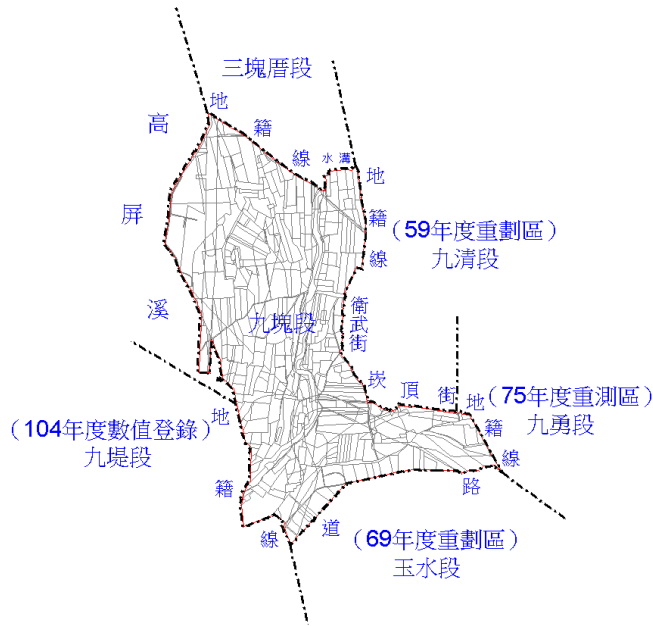 三塊厝段
高屏溪
地籍線
水溝
地籍線
（59年度重劃區）
九清段
衛武街
九塊段
崁頂街
地籍線
（75年度重測區）
九勇段
（104年度數值登錄）
九堤段
地籍線
道路
（69年度重劃區）
玉水段